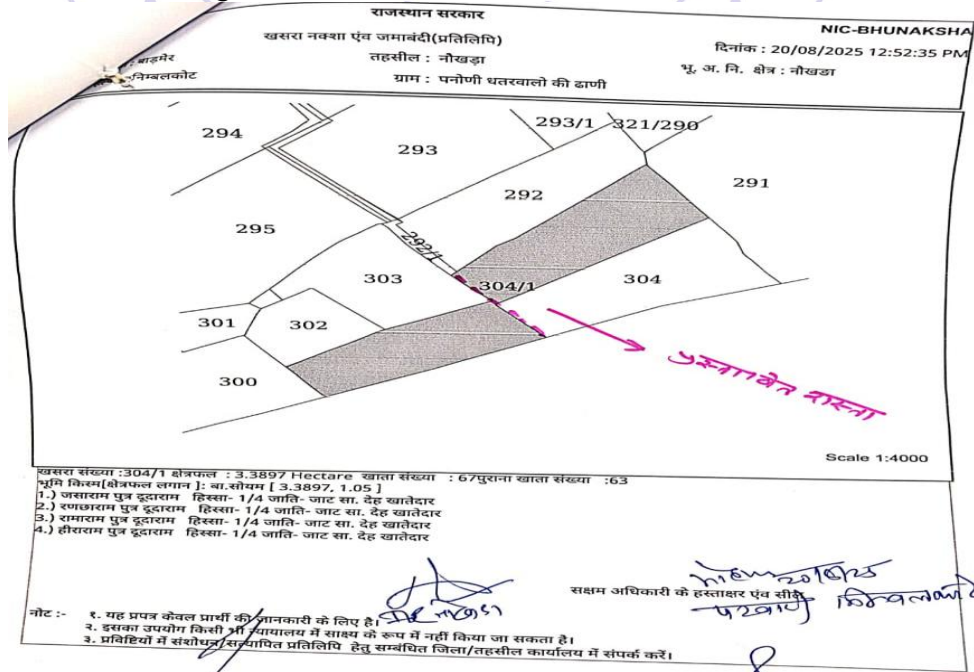 राजस्थान सरकार
NIC-BHUNAKSHA
खसरा नक्शा एंव जमाबंदी(प्रतिलिपि)
दिनांक : 20/08/2025 12:52:35 PM
बाड़मेर
तहसील : नौखड़ा
भू. अ. नि. क्षेत्र : नौखडा
निम्बलकोट
ग्राम : पनोणी धतरवालो की ढाणी
293/1 321/290
294
293
291
292
295
292/1
303
304/1
304
301
302
300
प्रस्तावित रास्ता
Scale 1:4000
खसरा संख्या :304/1 क्षेत्रफल : 3.3897 Hectare खाता संख्या : 67पुराना खाता संख्या :63
भूमि किस्म[क्षेत्रफल लगान ]: बा.सोयम [ 3.3897, 1.05 ]
1.) जसाराम पुत्र दूदाराम हिस्सा- 1/4 जाति- जाट सा. देह खातेदार
2.) रणछाराम पुत्र दूदाराम हिस्सा- 1/4 जाति- जाट सा. देह खातेदार
3.) रामाराम पुत्र दूदाराम हिस्सा- 1/4 जाति- जाट सा. देह खातेदार
4.) हीराराम पुत्र दूदाराम हिस्सा- 1/4 जाति- जाट सा. देह खातेदार
सक्षम अधिकारी के हस्ताक्षर एंव सील
पटवारी
नोट :- १. यह प्रपत्र केवल प्रार्थी की जानकारी के लिए है।
२. इसका उपयोग किसी भी न्यायालय में साक्ष्य के रूप में नहीं किया जा सकता है।
३. प्रविष्टियों में संशोधन/सत्यापित प्रतिलिपि हेतु सम्बंधित जिला/तहसील कार्यालय में संपर्क करें।